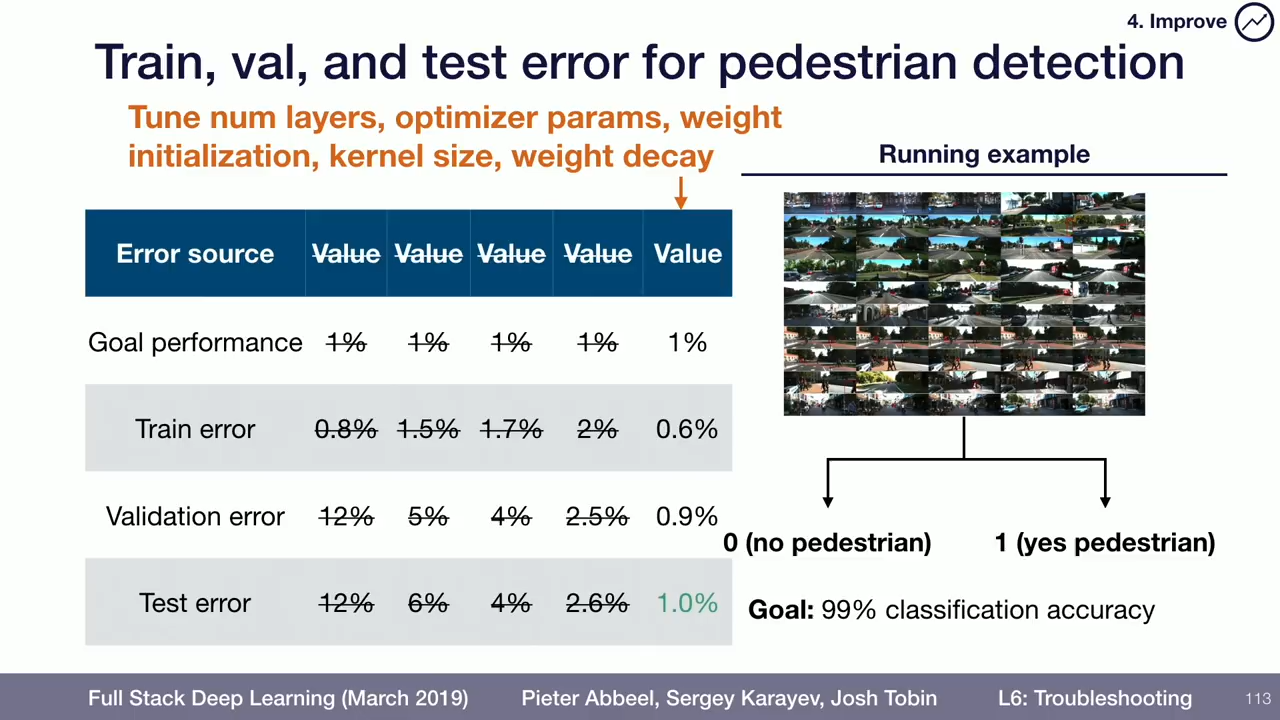 4. Improve
Train, val, and test error for pedestrian detection
Tune num layers, optimizer params, weight
initialization, kernel size, weight decay
Running example
Error source Value Value Value Value Value
Goal performance 1% 1% 1% 1% 1%
Train error 0.8% 1.5% 1.7% 2% 0.6%
Validation error 12% 5% 4% 2.5% 0.9%
Test error 12% 6% 4% 2.6% 1.0%
0 (no pedestrian) 1 (yes pedestrian)
Goal: 99% classification accuracy
Full Stack Deep Learning (March 2019) Pieter Abbeel, Sergey Karayev, Josh Tobin L6: Troubleshooting 113